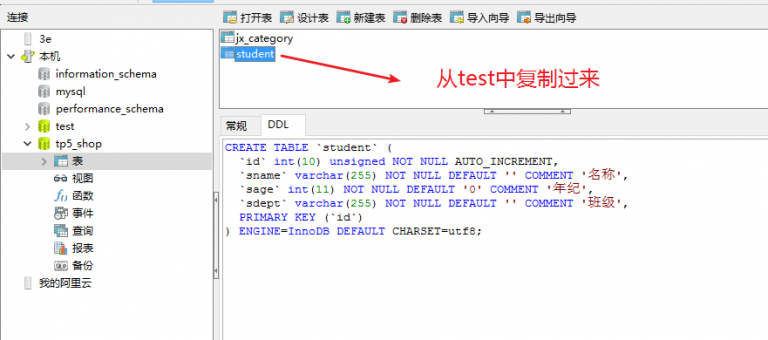 连接
打开表 设计表 新建表 删除表 导入向导 导出向导
3e
本机
information_schema
mysql
performance_schema
test
tp5_shop
表
视图
函数
事件
查询
报表
备份
我的阿里云
jx_category
student
从test中复制过来
常规 DDL
CREATE TABLE `student` (
`id` int(10) unsigned NOT NULL AUTO_INCREMENT,
`sname` varchar(255) NOT NULL DEFAULT '' COMMENT '名称',
`sage` int(11) NOT NULL DEFAULT '0' COMMENT '年纪',
`sdept` varchar(255) NOT NULL DEFAULT '' COMMENT '班级',
PRIMARY KEY (`id`)
) ENGINE=InnoDB DEFAULT CHARSET=utf8;